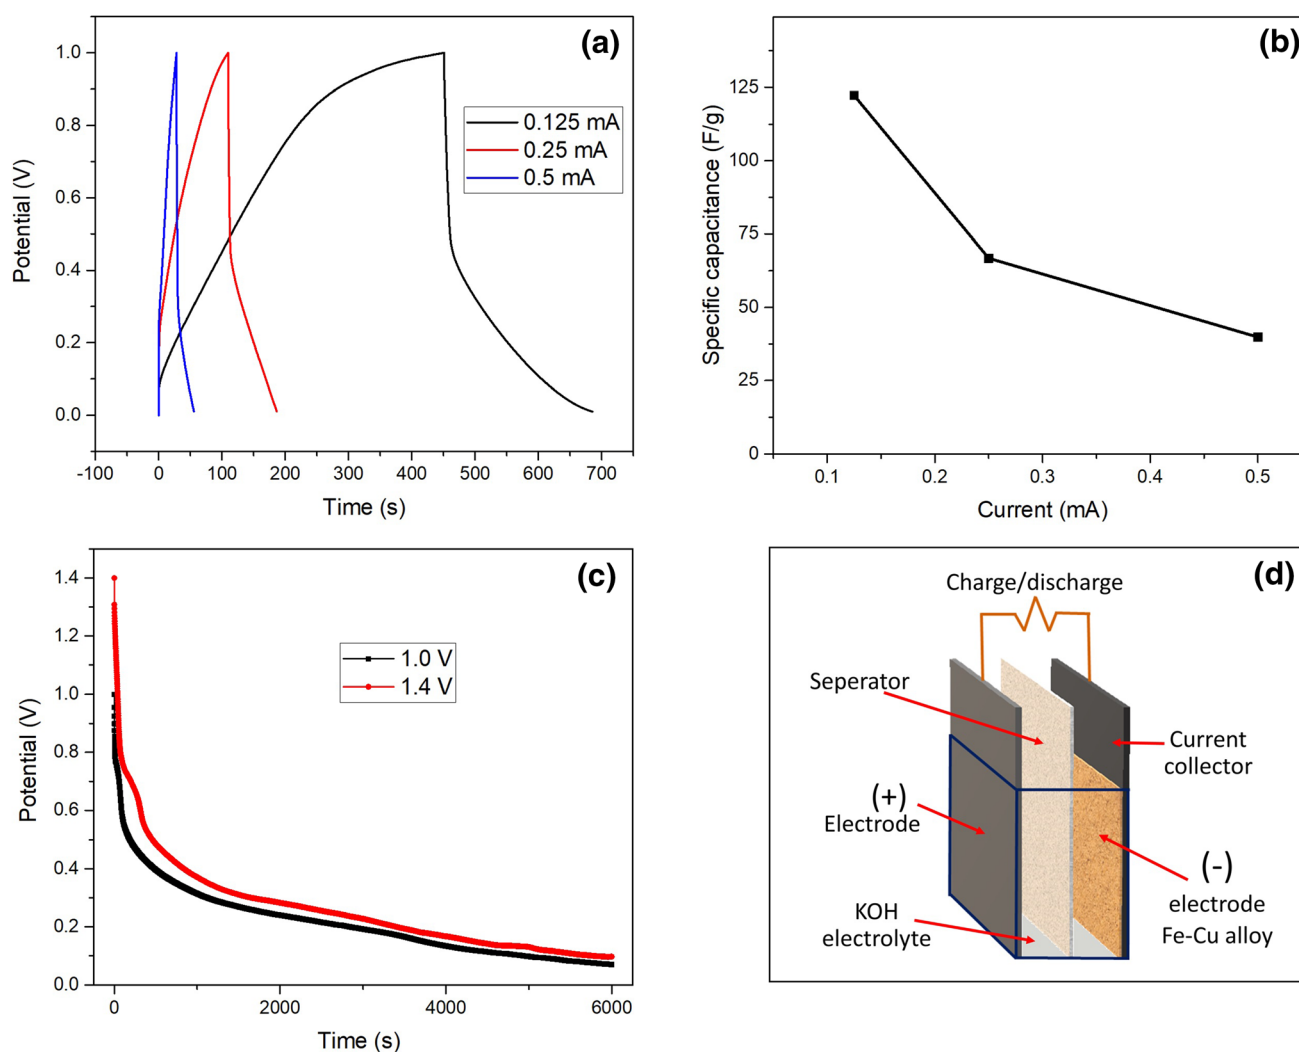 (a)
1.0
0.8
0.6
0.4
0.2
0.0
Potential (V)
0.125 mA
0.25 mA
0.5 mA
-100 0 100 200 300 400 500 600 700
Time (s)
(b)
125
100
75
50
25
0
Specific capacitance (F/g)
0.1 0.2 0.3 0.4 0.5
Current (mA)
(c)
1.4
1.2
1.0
0.8
0.6
0.4
0.2
0.0
Potential (V)
1.0 V
1.4 V
0 2000 4000 6000
Time (s)
(d)
Charge/discharge
Seperator
Current
collector
(+)
Electrode
(-)
electrode
Fe-Cu alloy
KOH
electrolyte